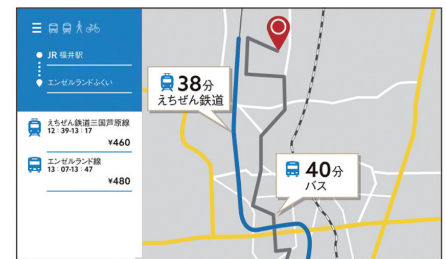 JR 福井駅
エンゼルランドふくい
えちぜん鉄道三国芦原線
12：39-13：17
¥460
エンゼルランド線
13：07-13：47
¥480
38分
えちぜん鉄道
40分
バス